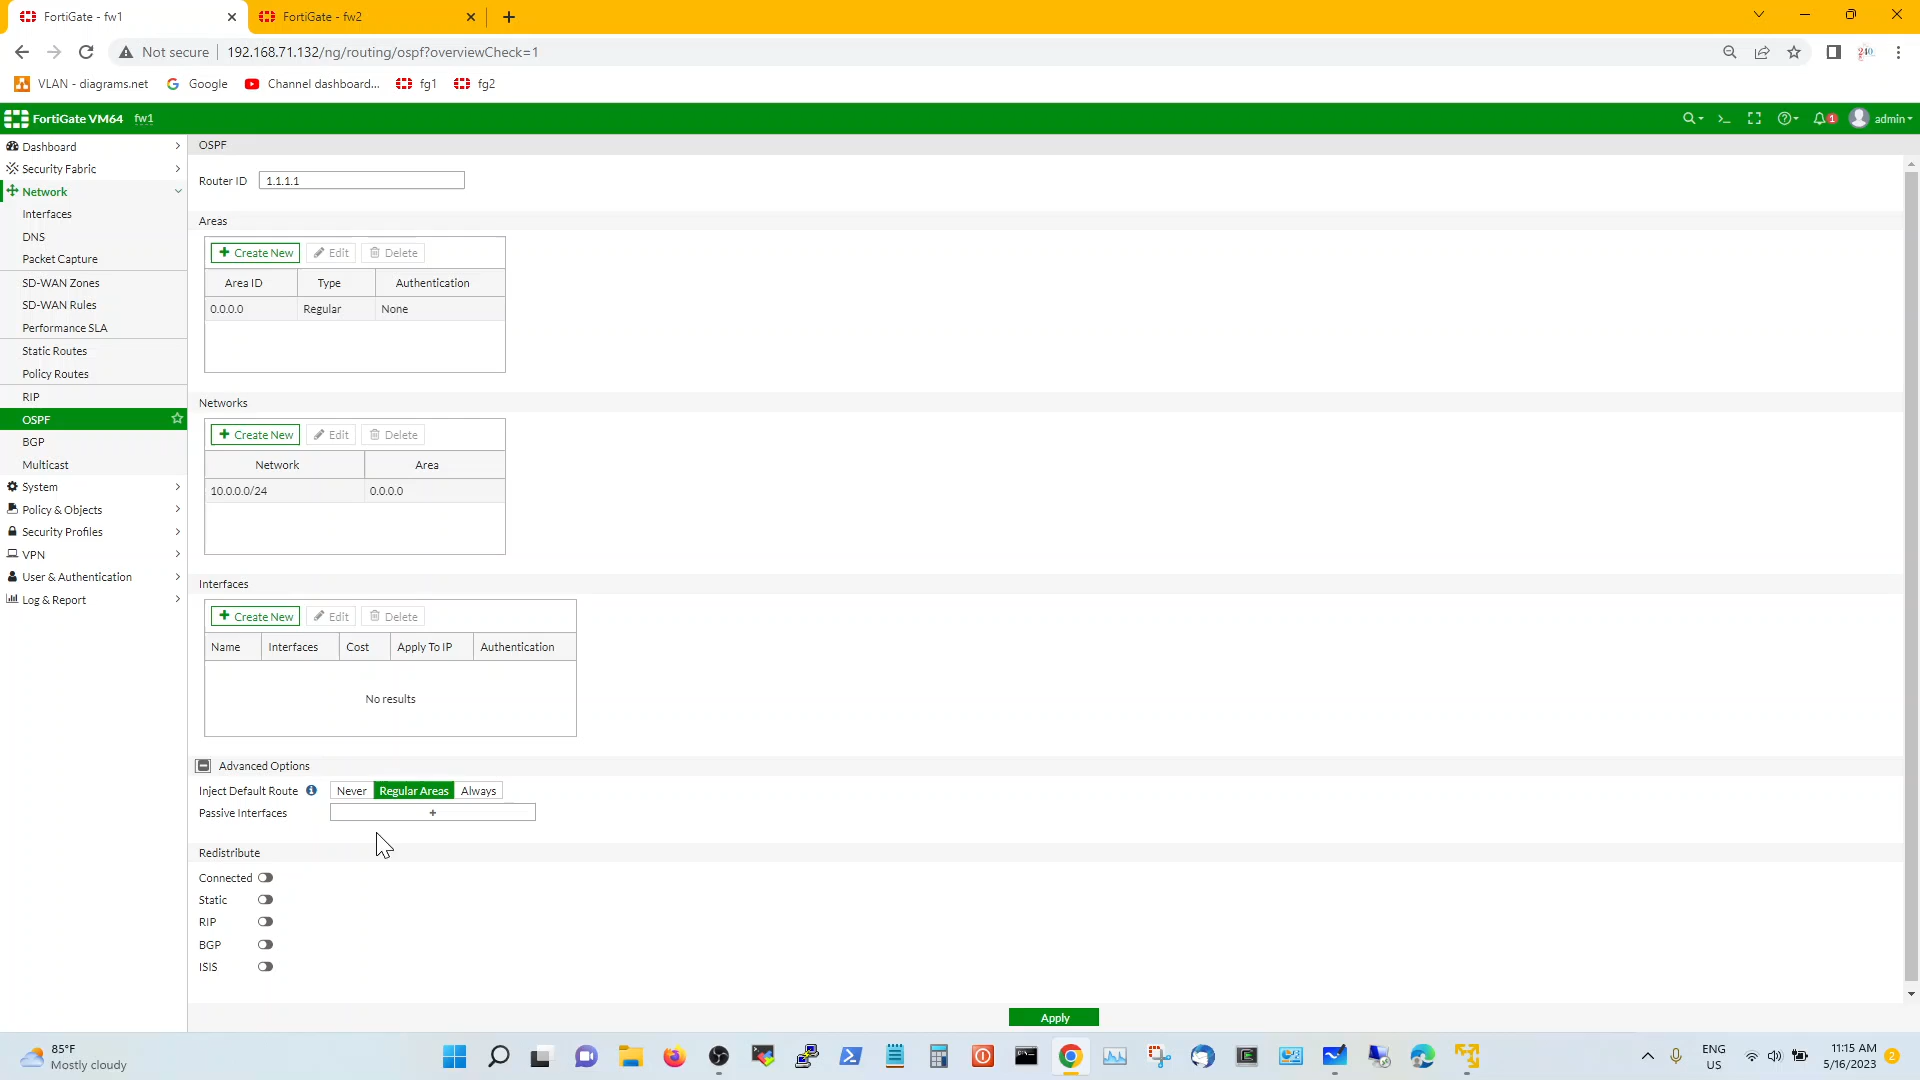 FortiGate - fw1
FortiGate - fw2
Not secure
192.168.71.132/ng/routing/ospf?overviewCheck=1
VLAN - diagrams.net
Google
Channel dashboard...
fg1
fg2
FortiGate VM64
fw1
1
admin
Dashboard
Security Fabric
Network
Interfaces
DNS
Packet Capture
SD-WAN Zones
SD-WAN Rules
Performance SLA
Static Routes
Policy Routes
RIP
OSPF
BGP
Multicast
System
Policy & Objects
Security Profiles
VPN
User & Authentication
Log & Report
OSPF
Router ID 1.1.1.1
Areas
+ Create New Edit Delete
Area ID Type Authentication
0.0.0.0 Regular None
Networks
+ Create New Edit Delete
Network Area
10.0.0.0/24 0.0.0.0
Interfaces
+ Create New Edit Delete
Name Interfaces Cost Apply To IP Authentication
No results
Advanced Options
Inject Default Route Never Regular Areas Always
Passive Interfaces +
Redistribute
Connected
Static
RIP
BGP
ISIS
Apply
85°F
Mostly cloudy
ENG
US
11:15 AM
5/16/2023
2